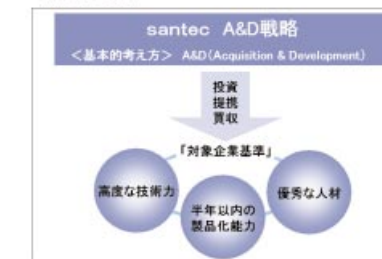 santec A&D戦略
＜基本的考え方＞ A&D(Acquisition & Development)
投資
提携
買収
「対象企業基準」
高度な技術力
半年以内の
製品化能力
優秀な人材